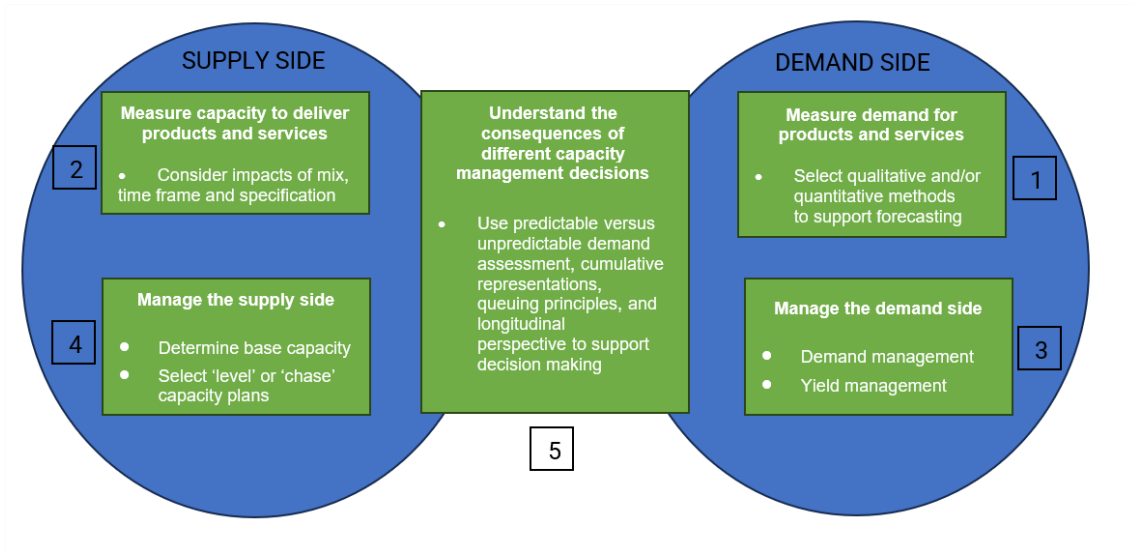 SUPPLY SIDE
Measure capacity to deliver
products and services
• Consider impacts of mix,
time frame and specification
2
Manage the supply side
• Determine base capacity
• Select ‘level’ or ‘chase’
capacity plans
4
Understand the
consequences of
different capacity
management decisions
• Use predictable versus
unpredictable demand
assessment, cumulative
representations,
queuing principles, and
longitudinal
perspective to support
decision making
5
DEMAND SIDE
Measure demand for
products and services
• Select qualitative and/or
quantitative methods
to support forecasting
1
Manage the demand side
• Demand management
• Yield management
3